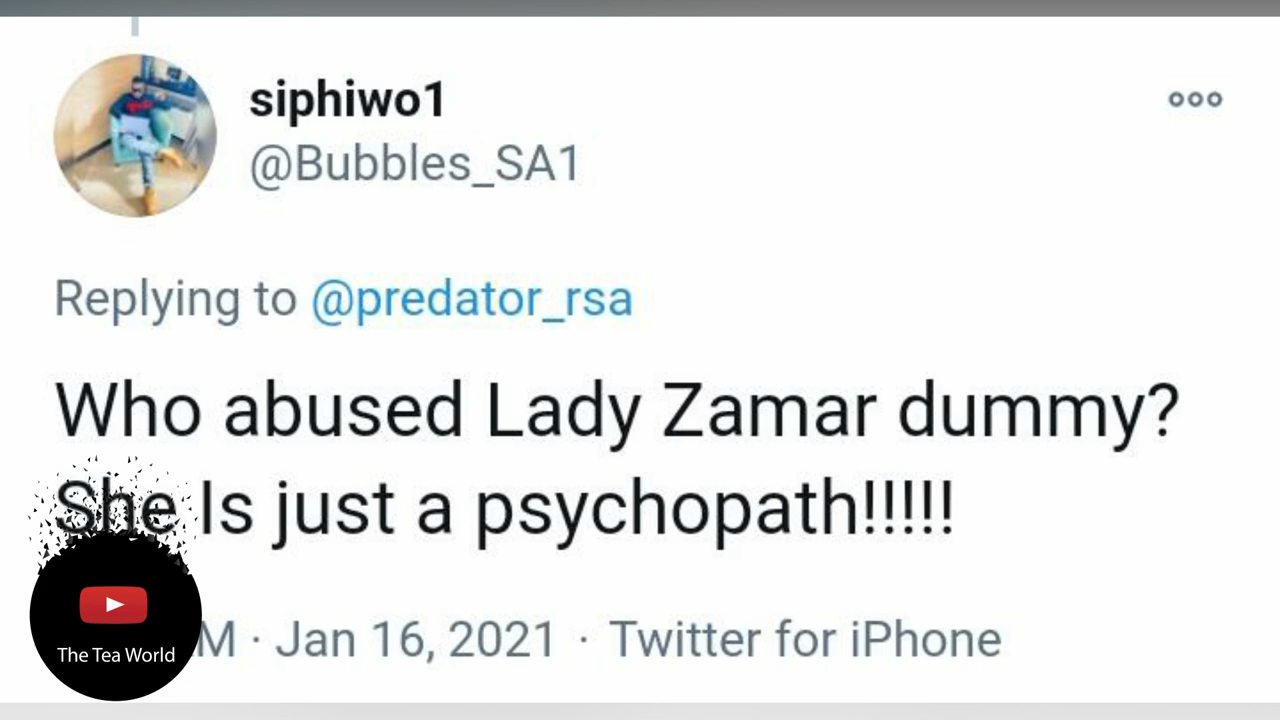 siphiwo1
@Bubbles_SA1
Replying to @predator_rsa
Who abused Lady Zamar dummy?
She Is just a psychopath!!!!!
M · Jan 16, 2021 · Twitter for iPhone
The Tea World